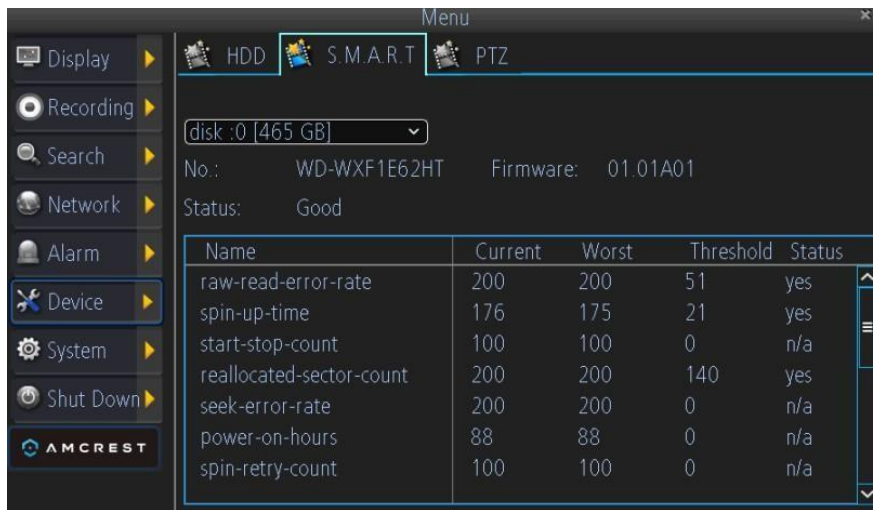 Menu
Display
Recording
Search
Network
Alarm
Device
System
Shut Down
AMCREST
HDD S.M.A.R.T PTZ
disk :0 [465 GB]
No.: WD-WXF1E62HT Firmware: 01.01A01
Status: Good
Name Current Worst Threshold Status
raw-read-error-rate 200 200 51 yes
spin-up-time 176 175 21 yes
start-stop-count 100 100 0 n/a
reallocated-sector-count 200 200 140 yes
seek-error-rate 200 200 0 n/a
power-on-hours 88 88 0 n/a
spin-retry-count 100 100 0 n/a